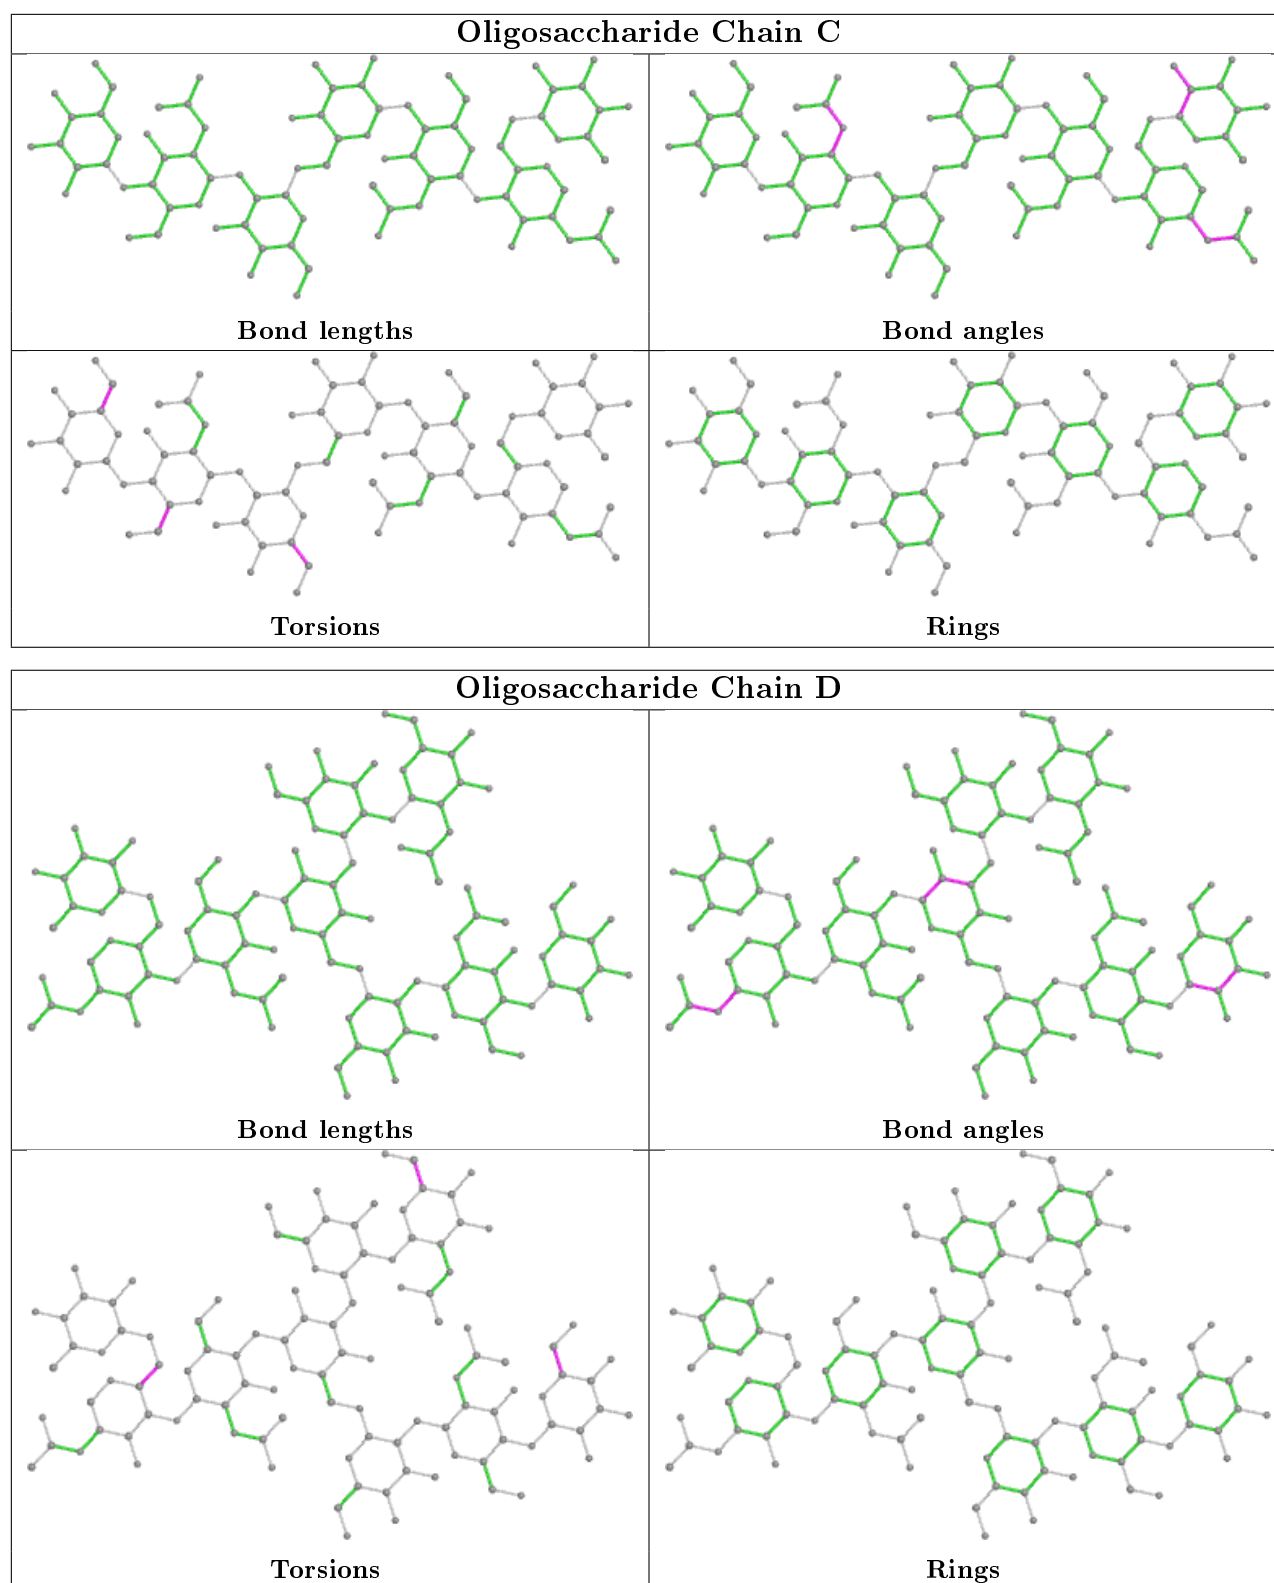 Oligosaccharide Chain C
Bond lengths
Bond angles
Torsions
Rings
Oligosaccharide Chain D
Bond lengths
Bond angles
Torsions
Rings